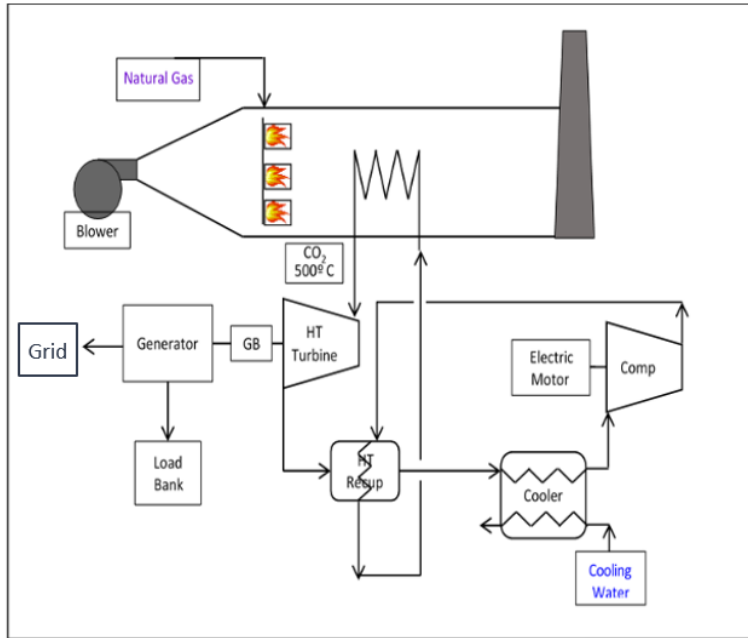 Natural Gas
Blower
CO₂
500º C
Grid
Generator
GB
HT
Turbine
Electric
Motor
Comp
Load
Bank
HT
Recup
Cooler
Cooling
Water